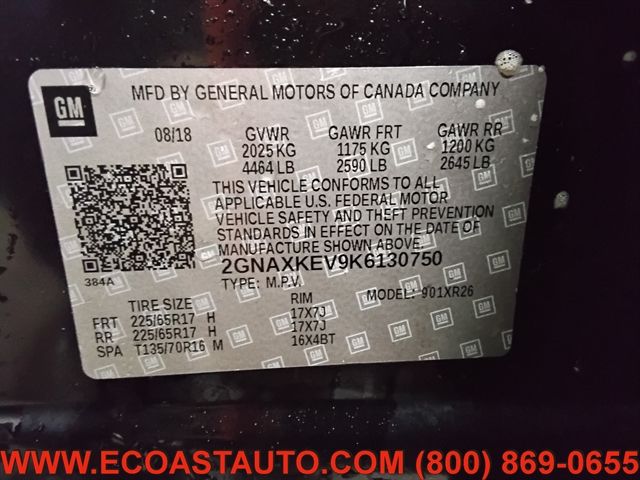 GM
MFD BY GENERAL MOTORS OF CANADA COMPANY
08/18 GVWR GAWR FRT GAWR RR
2025 KG 1175 KG 1200 KG
4464 LB 2590 LB 2645 LB
THIS VEHICLE CONFORMS TO ALL
APPLICABLE U.S. FEDERAL MOTOR
VEHICLE SAFETY AND THEFT PREVENTION
STANDARDS IN EFFECT ON THE DATE OF
MANUFACTURE SHOWN ABOVE.
2GNAXKEV9K6130750
384A TYPE: M.P.V. MODEL: 901XR26
TIRE SIZE RIM
FRT 225/65R17 H 17X7J
RR 225/65R17 H 17X7J
SPA T135/70R16 M 16X4BT
WWW.ECOASTAUTO.COM (800) 869-0655